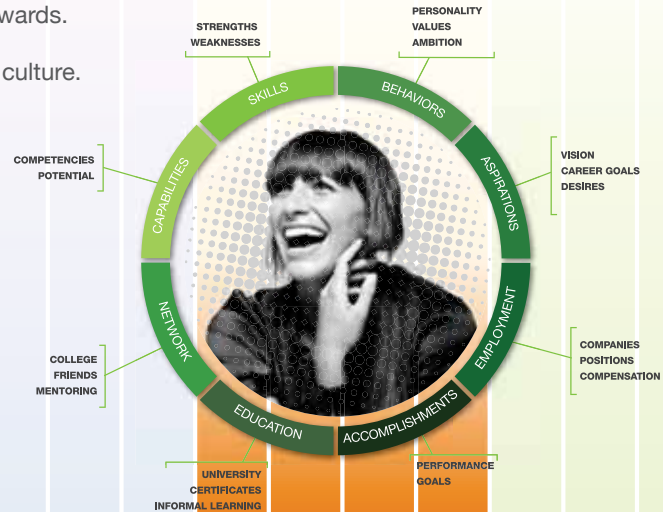 wards.
culture.
PERSONALITY
VALUES
AMBITION
STRENGTHS
WEAKNESSES
SKILLS
BEHAVIORS
COMPETENCIES
POTENTIAL
CAPABILITIES
ASPIRATIONS
VISION
CAREER GOALS
DESIRES
NETWORK
EMPLOYMENT
COLLEGE
FRIENDS
MENTORING
COMPANIES
POSITIONS
COMPENSATION
EDUCATION
ACCOMPLISHMENTS
UNIVERSITY
CERTIFICATES
INFORMAL LEARNING
PERFORMANCE
GOALS